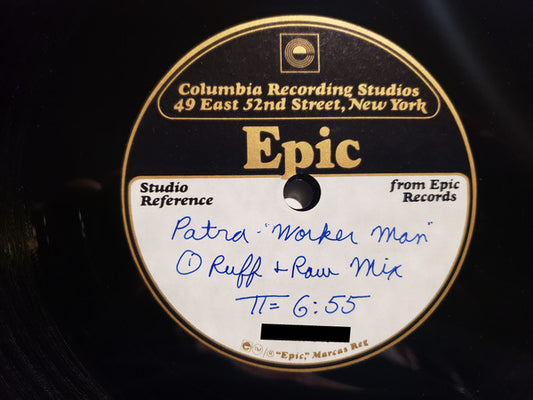 Columbia Recording Studios
49 East 52nd Street, New York
Epic
Studio Reference
from Epic Records
Patra - "Worker Man"
① Ruff + Raw Mix
TT= 6:55
"Epic," Marcas Reg